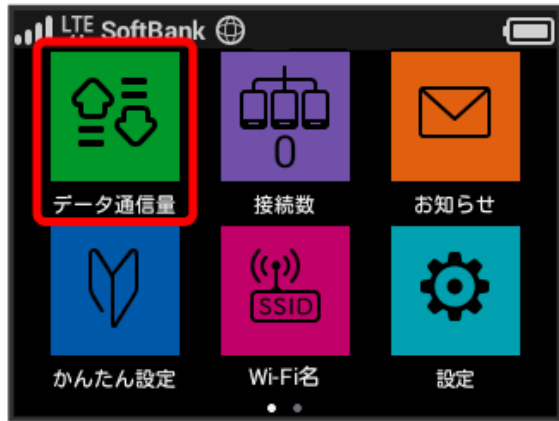 LTE SoftBank
0
データ通信量 接続数 お知らせ
SSID
かんたん設定 Wi-Fi名 設定